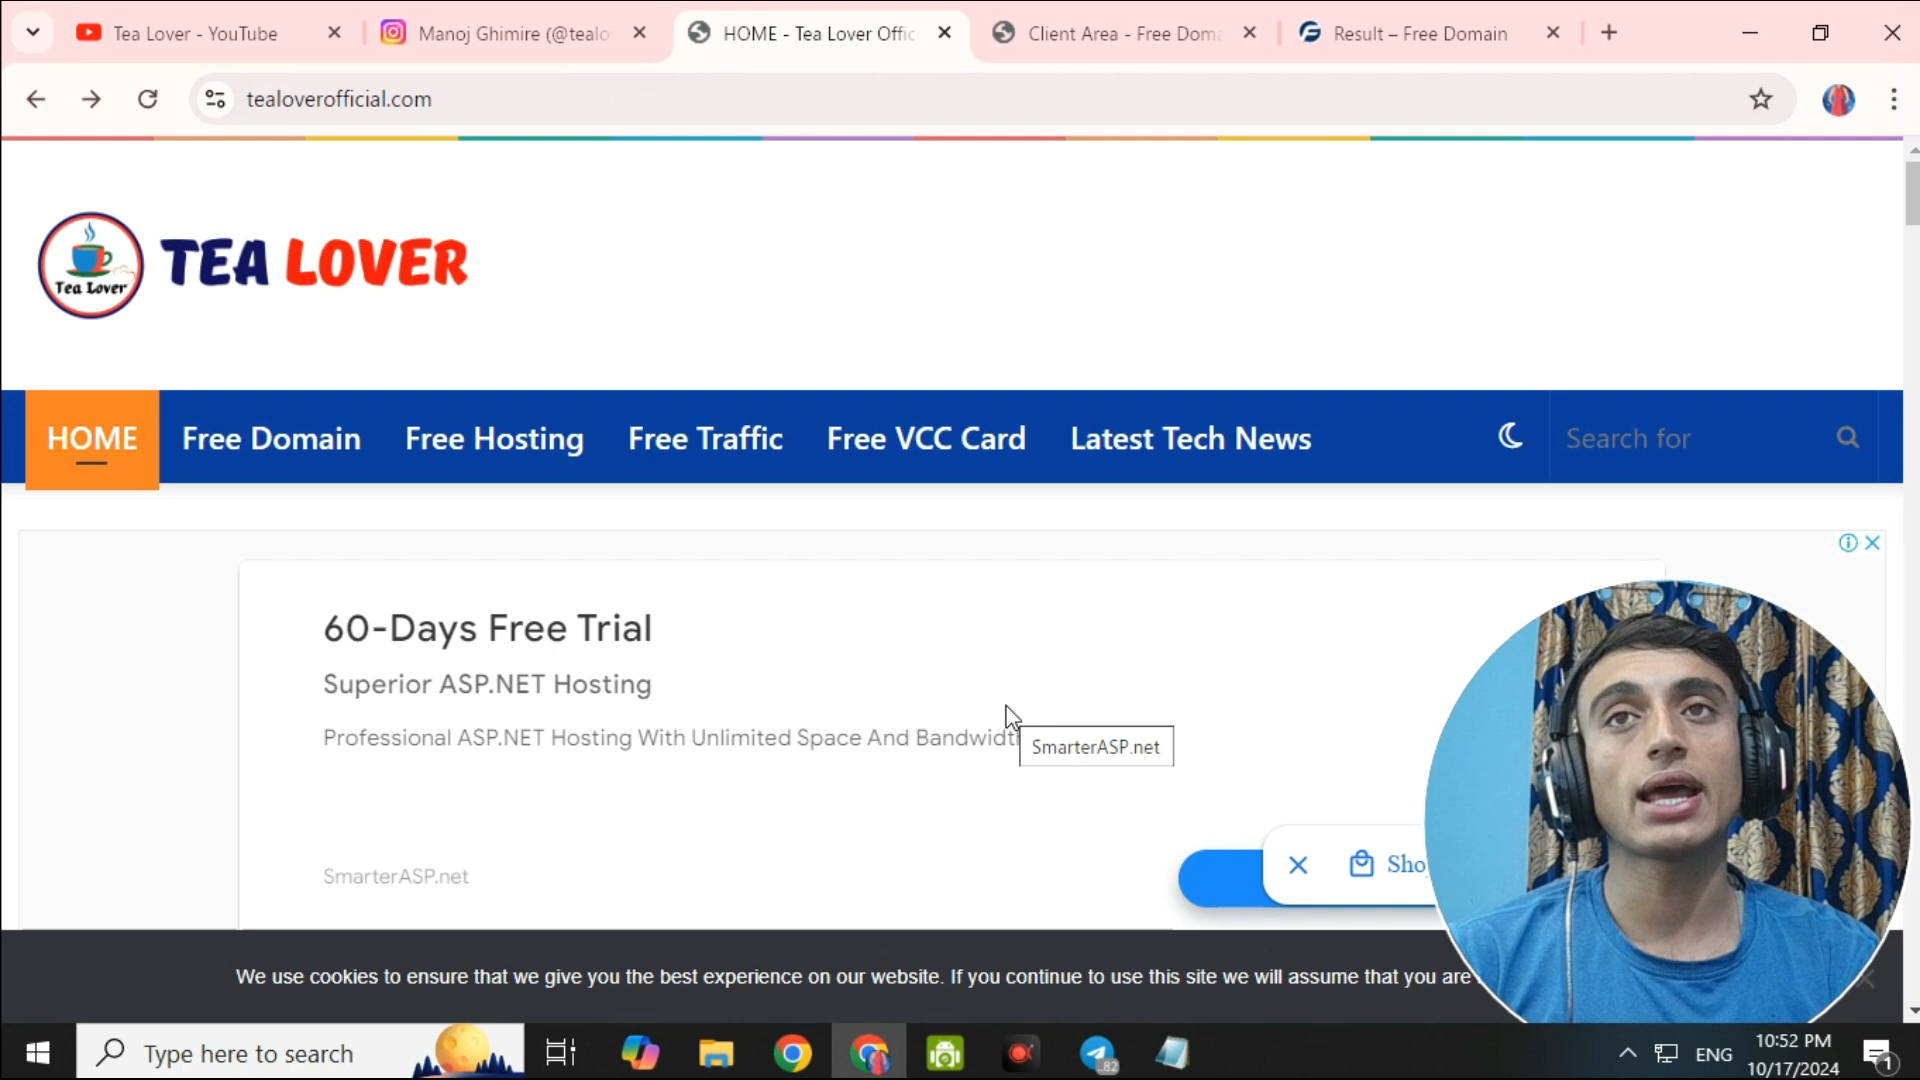 Tea Lover - YouTube
Manoj Ghimire (@tealo
HOME - Tea Lover Offic
Client Area - Free Doma
Result – Free Domain
tealoverofficial.com
Tea Lover
TEA LOVER
HOME
Free Domain
Free Hosting
Free Traffic
Free VCC Card
Latest Tech News
Search for
60-Days Free Trial
Superior ASP.NET Hosting
Professional ASP.NET Hosting With Unlimited Space And Bandwidth
SmarterASP.net
SmarterASP.net
Sho
We use cookies to ensure that we give you the best experience on our website. If you continue to use this site we will assume that you are
Type here to search
82
ENG
10:52 PM
10/17/2024
1